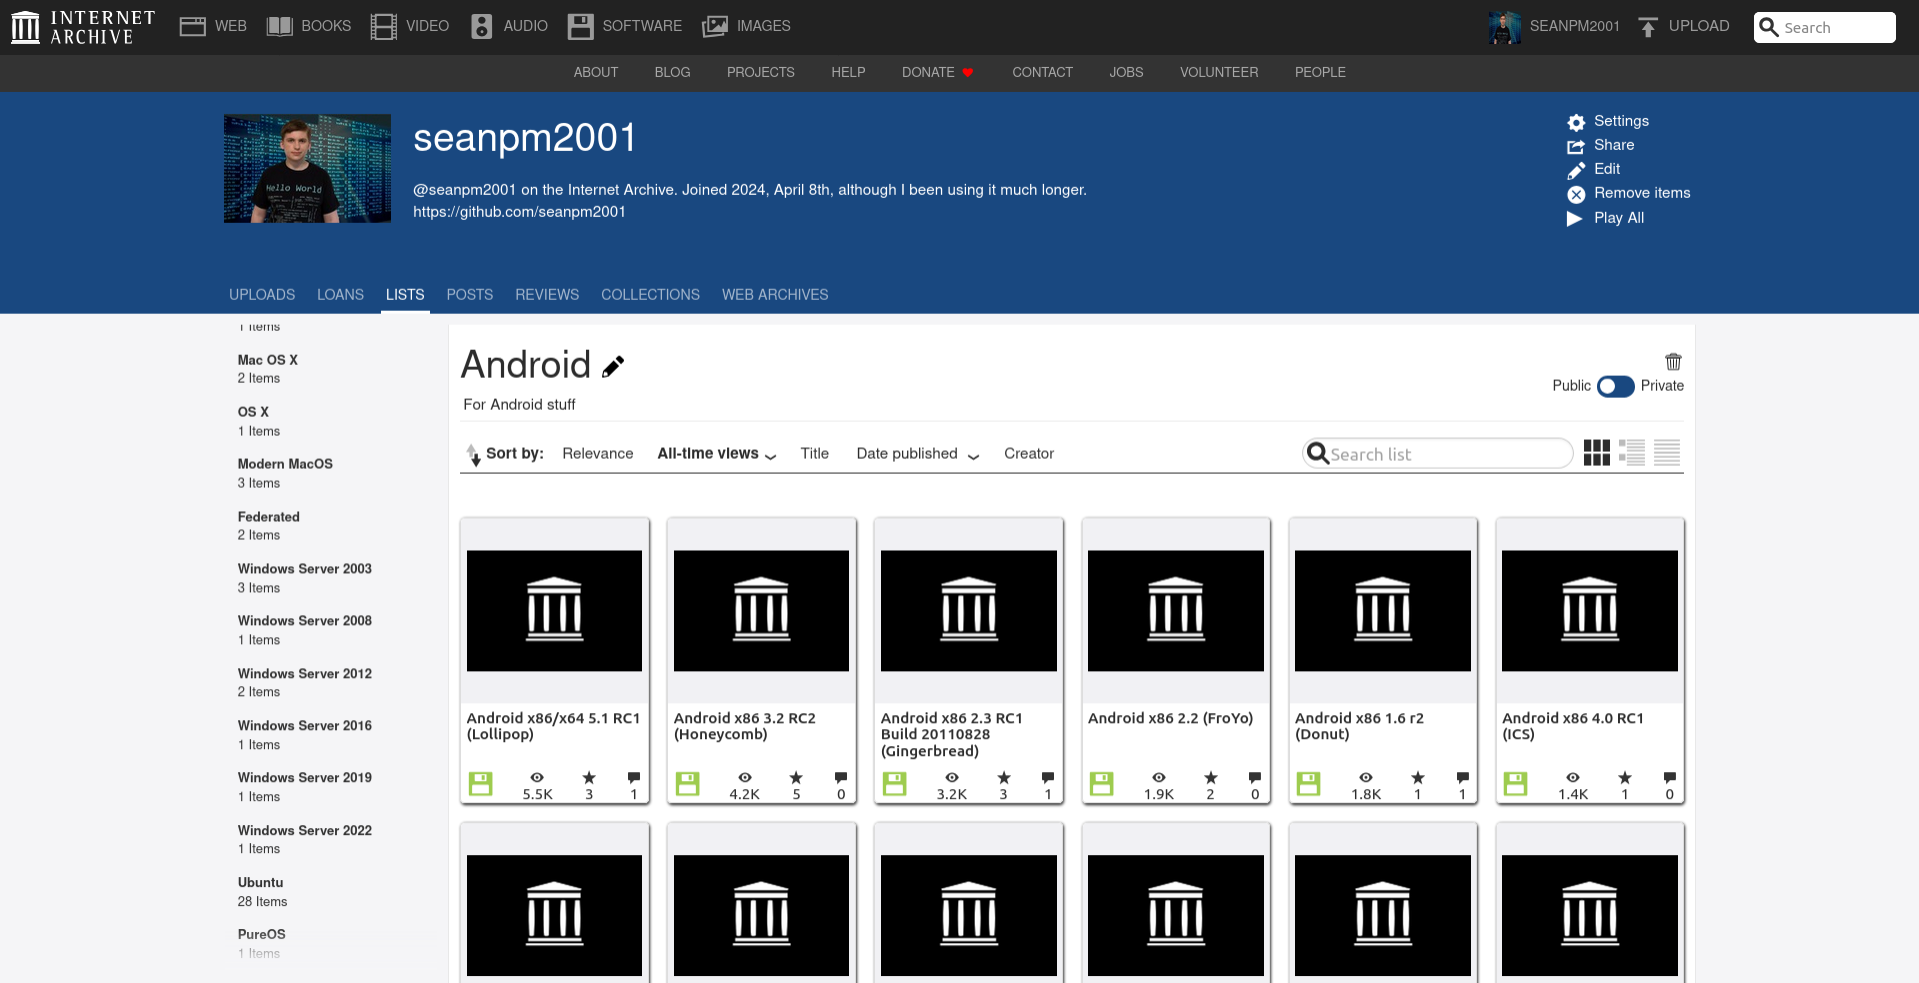 INTERNET ARCHIVE
WEB BOOKS VIDEO AUDIO SOFTWARE IMAGES
SEANPM2001 UPLOAD Search
ABOUT BLOG PROJECTS HELP DONATE CONTACT JOBS VOLUNTEER PEOPLE
Hello World
seanpm2001
@seanpm2001 on the Internet Archive. Joined 2024, April 8th, although I been using it much longer.
https://github.com/seanpm2001
Settings
Share
Edit
Remove items
Play All
UPLOADS LOANS LISTS POSTS REVIEWS COLLECTIONS WEB ARCHIVES
1 Items
Mac OS X
2 Items
OS X
1 Items
Modern MacOS
3 Items
Federated
2 Items
Windows Server 2003
3 Items
Windows Server 2008
1 Items
Windows Server 2012
2 Items
Windows Server 2016
1 Items
Windows Server 2019
1 Items
Windows Server 2022
1 Items
Ubuntu
28 Items
PureOS
1 Items
Android
For Android stuff
Public Private
Sort by: Relevance All-time views Title Date published Creator
Search list
Android x86/x64 5.1 RC1
(Lollipop)
5.5K 3 1
Android x86 3.2 RC2
(Honeycomb)
4.2K 5 0
Android x86 2.3 RC1
Build 20110828
(Gingerbread)
3.2K 3 1
Android x86 2.2 (FroYo)
1.9K 2 0
Android x86 1.6 r2
(Donut)
1.8K 1 1
Android x86 4.0 RC1
(ICS)
1.4K 1 0